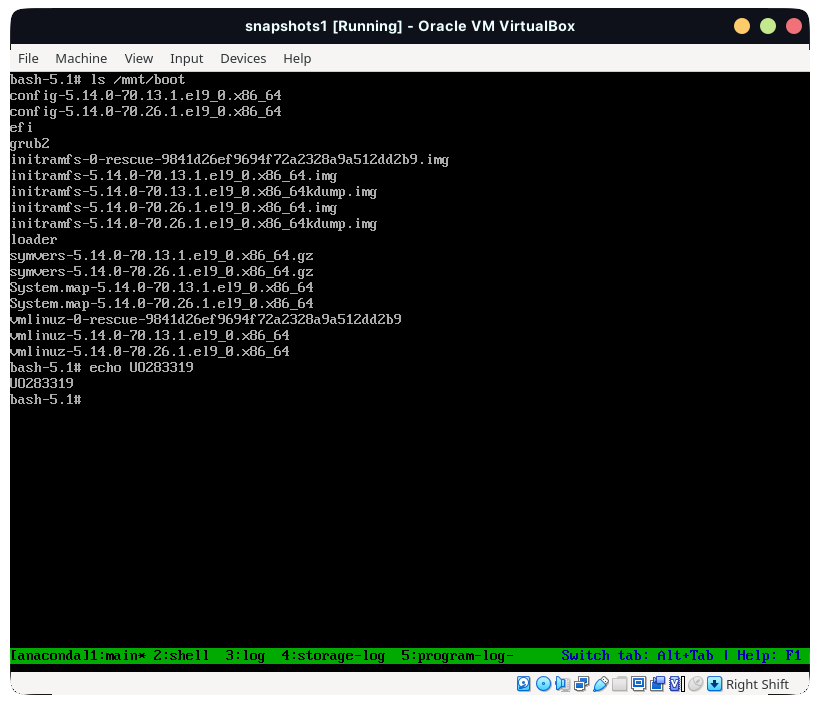 snapshots1 [Running] - Oracle VM VirtualBox
File Machine View Input Devices Help
bash-5.1# ls /mnt/boot
config-5.14.0-70.13.1.el9_0.x86_64
config-5.14.0-70.26.1.el9_0.x86_64
efi
grub2
initramfs-0-rescue-9841d26ef9694f72a2328a9a512dd2b9.img
initramfs-5.14.0-70.13.1.el9_0.x86_64.img
initramfs-5.14.0-70.13.1.el9_0.x86_64kdump.img
initramfs-5.14.0-70.26.1.el9_0.x86_64.img
initramfs-5.14.0-70.26.1.el9_0.x86_64kdump.img
loader
symvers-5.14.0-70.13.1.el9_0.x86_64.gz
symvers-5.14.0-70.26.1.el9_0.x86_64.gz
System.map-5.14.0-70.13.1.el9_0.x86_64
System.map-5.14.0-70.26.1.el9_0.x86_64
vmlinuz-0-rescue-9841d26ef9694f72a2328a9a512dd2b9
vmlinuz-5.14.0-70.13.1.el9_0.x86_64
vmlinuz-5.14.0-70.26.1.el9_0.x86_64
bash-5.1# echo UO283319
UO283319
bash-5.1#
[anaconda]1:main* 2:shell  3:log  4:storage-log  5:program-log- Switch tab: Alt+Tab | Help: F1
Right Shift